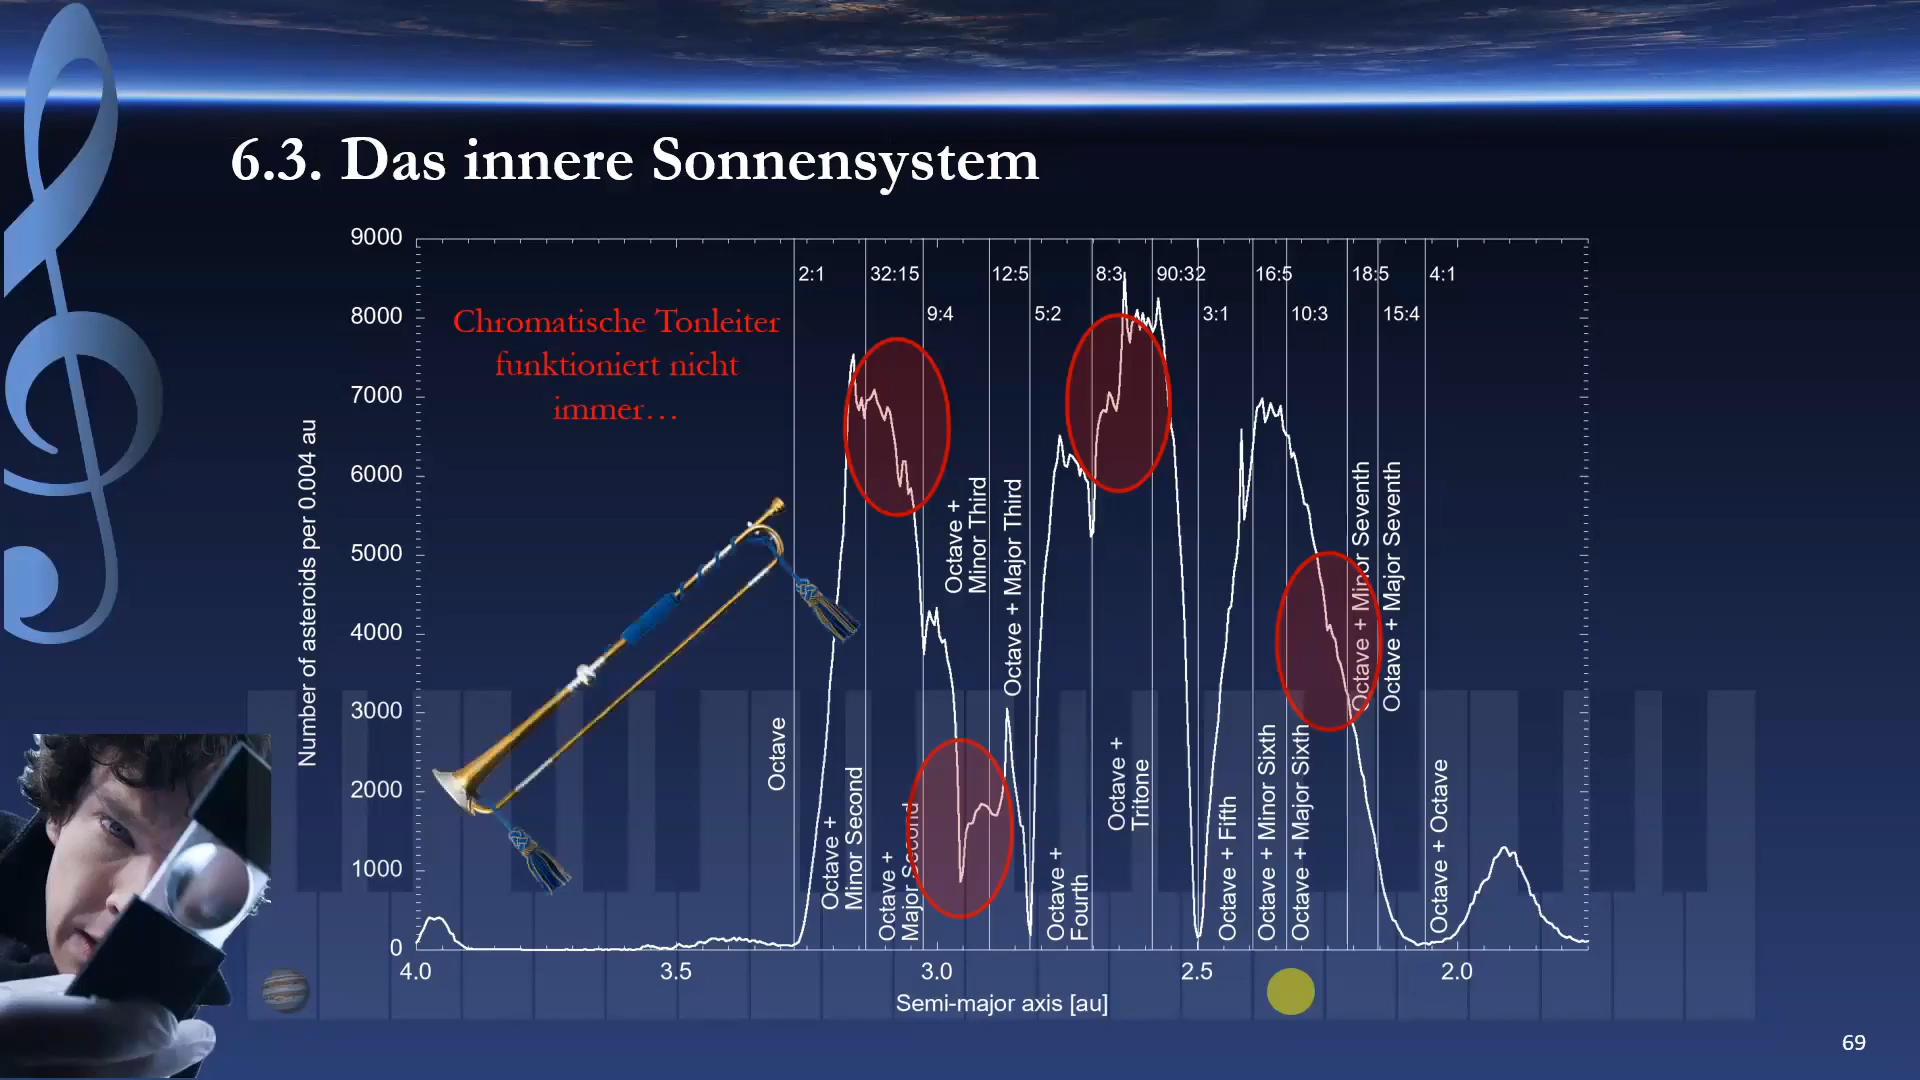 6.3. Das innere Sonnensystem
Chromatische Tonleiter
funktioniert nicht
immer…
Number of asteroids per 0.004 au
9000
8000
7000
6000
5000
4000
3000
2000
1000
0
2:1
32:15
9:4
12:5
5:2
8:3
90:32
3:1
16:5
10:3
18:5
15:4
4:1
Octave
Octave +
Minor Second
Octave +
Major Second
Octave +
Minor Third
Octave + Major Third
Octave +
Fourth
Octave +
Tritone
Octave + Fifth
Octave + Minor Sixth
Octave + Major Sixth
Octave + Minor Seventh
Octave + Major Seventh
Octave + Octave
4.0
3.5
3.0
2.5
2.0
Semi-major axis [au]
69